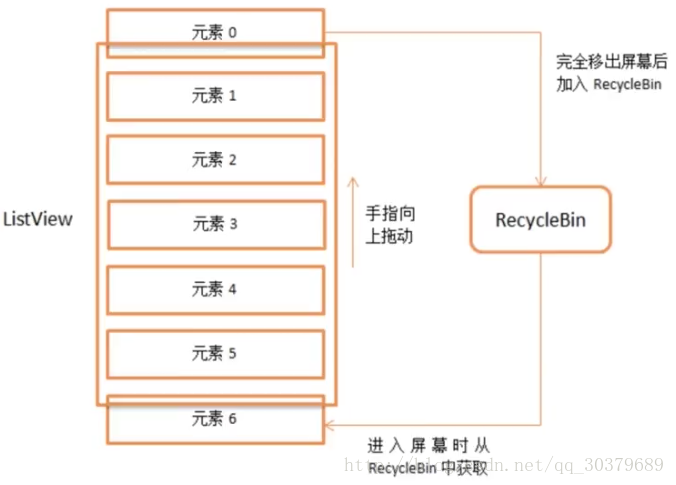 元素 0
完全移出屏幕后
加入 RecycleBin
元素 1
元素 2
ListView
元素 3
手指向
上拖动
RecycleBin
元素 4
元素 5
元素 6
进入屏幕时从
RecycleBin 中获取
http://blog.csdn.net/qq_30379689